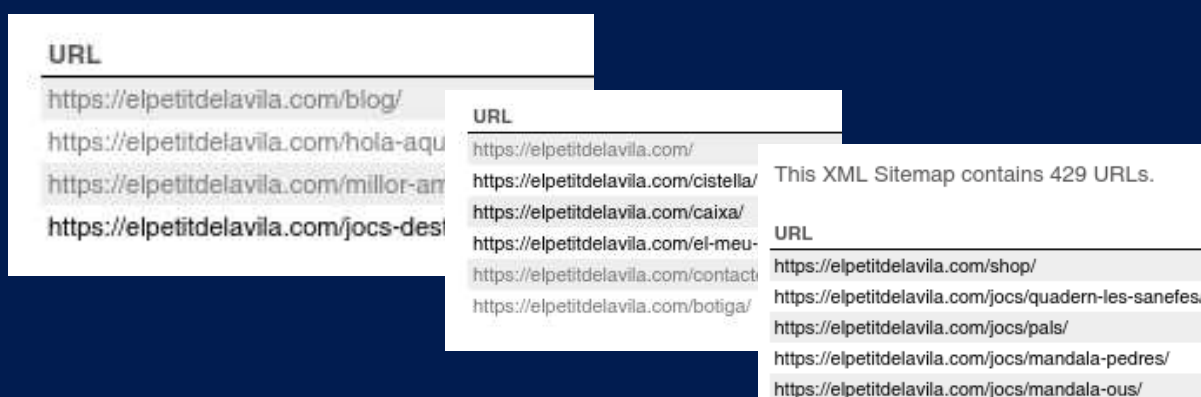 URL
https://elpetitdelavila.com/blog/
https://elpetitdelavila.com/hola-aqu
https://elpetitdelavila.com/millor-am
https://elpetitdelavila.com/jocs-dest
URL
https://elpetitdelavila.com/
https://elpetitdelavila.com/cistella/
https://elpetitdelavila.com/caixa/
https://elpetitdelavila.com/el-meu-
https://elpetitdelavila.com/contacte
https://elpetitdelavila.com/botiga/
This XML Sitemap contains 429 URLs.
URL
https://elpetitdelavila.com/shop/
https://elpetitdelavila.com/jocs/quadern-les-sanefes/
https://elpetitdelavila.com/jocs/pals/
https://elpetitdelavila.com/jocs/mandala-pedres/
https://elpetitdelavila.com/jocs/mandala-ous/